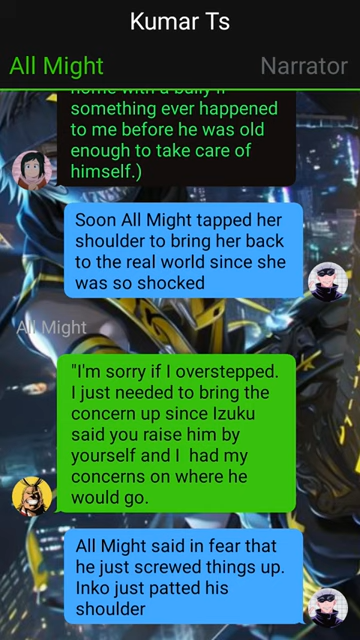 Kumar Ts
All Might
Narrator
home with a bully if
something ever happened
to me before he was old
enough to take care of
himself.)
Soon All Might tapped her
shoulder to bring her back
to the real world since she
was so shocked
All Might
"I'm sorry if I overstepped.
I just needed to bring the
concern up since Izuku
said you raise him by
yourself and I had my
concerns on where he
would go.
All Might said in fear that
he just screwed things up.
Inko just patted his
shoulder